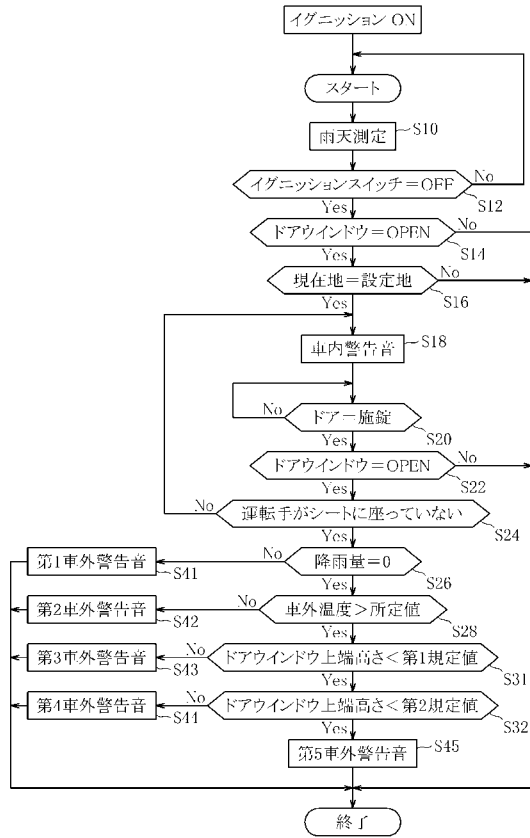 イグニッション ON
スタート
雨天測定
S10
イグニッションスイッチ＝OFF
No
S12
Yes
ドアウインドウ＝OPEN
No
S14
Yes
現在地＝設定地
No
S16
Yes
車内警告音
S18
ドア＝施錠
No
S20
Yes
ドアウインドウ＝OPEN
No
S22
Yes
運転手がシートに座っていない
No
S24
Yes
第1車外警告音
S41
No
降雨量＝0
S26
Yes
第2車外警告音
S42
No
車外温度＞所定値
S28
Yes
第3車外警告音
S43
No
ドアウインドウ上端高さ＜第1規定値
S31
Yes
第4車外警告音
S44
No
ドアウインドウ上端高さ＜第2規定値
S32
Yes
第5車外警告音
S45
終了